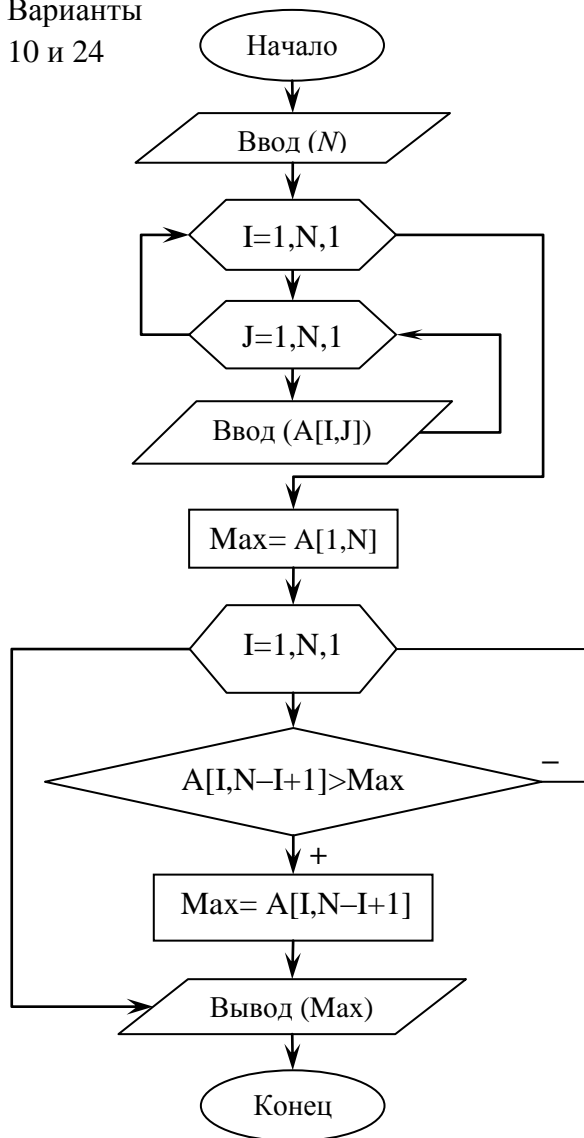 Варианты
10 и 24
Начало
Ввод (N)
I=1,N,1
J=1,N,1
Ввод (A[I,J])
Max= A[1,N]
I=1,N,1
A[I,N–I+1]>Max
–
+
Max= A[I,N–I+1]
Вывод (Max)
Конец